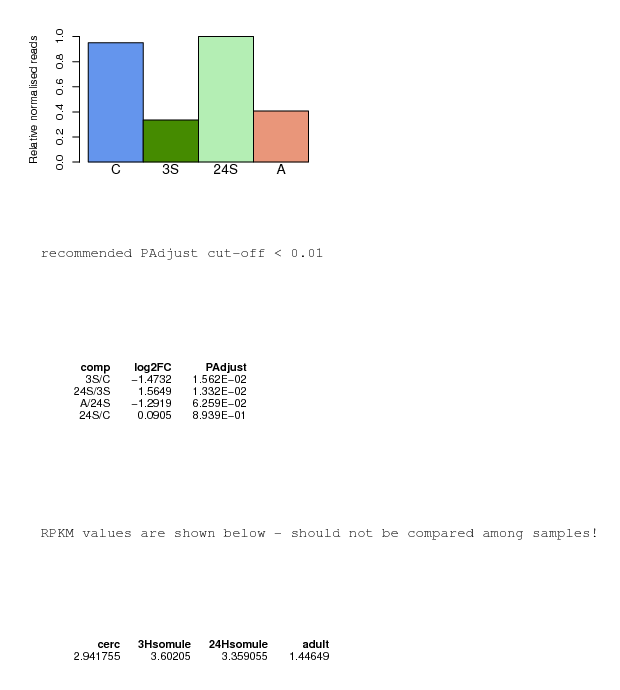 Relative normalised reads
1.0
0.8
0.6
0.4
0.2
0.0
C 3S 24S A
recommended PAdjust cut-off < 0.01
comp log2FC PAdjust
3S/C −1.4732 1.562E−02
24S/3S 1.5649 1.332E−02
A/24S −1.2919 6.259E−02
24S/C 0.0905 8.939E−01
RPKM values are shown below - should not be compared among samples!
cerc 3Hsomule 24Hsomule adult
2.941755 3.60205 3.359055 1.44649